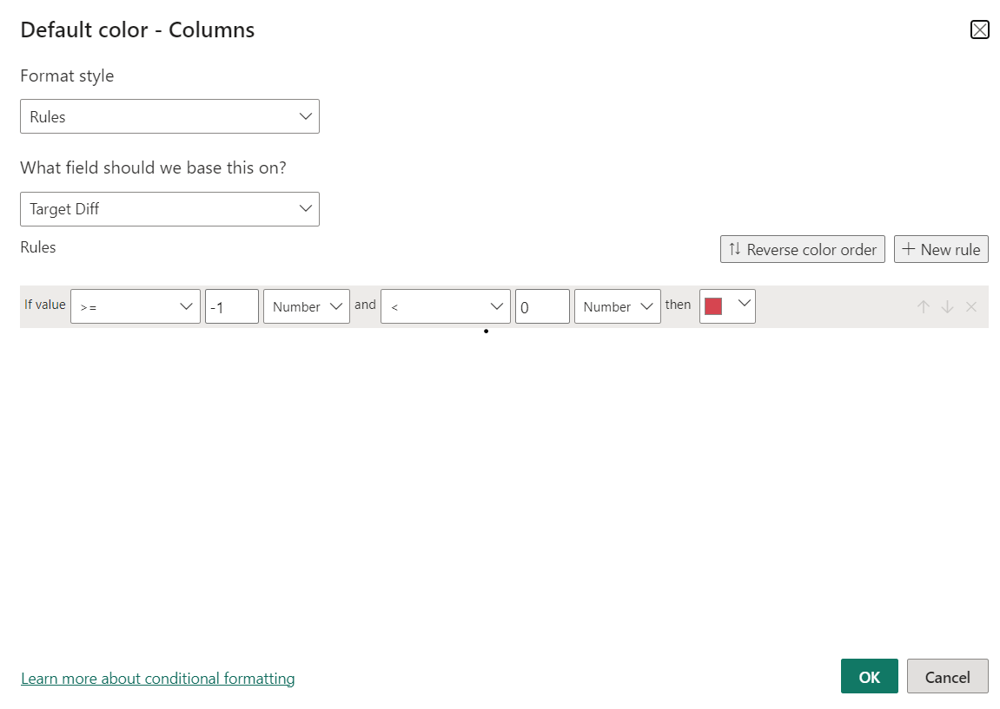 Default color - Columns
Format style
Rules
What field should we base this on?
Target Diff
Rules
Reverse color order
New rule
If value >= -1 Number and < 0 Number then
Learn more about conditional formatting
OK
Cancel